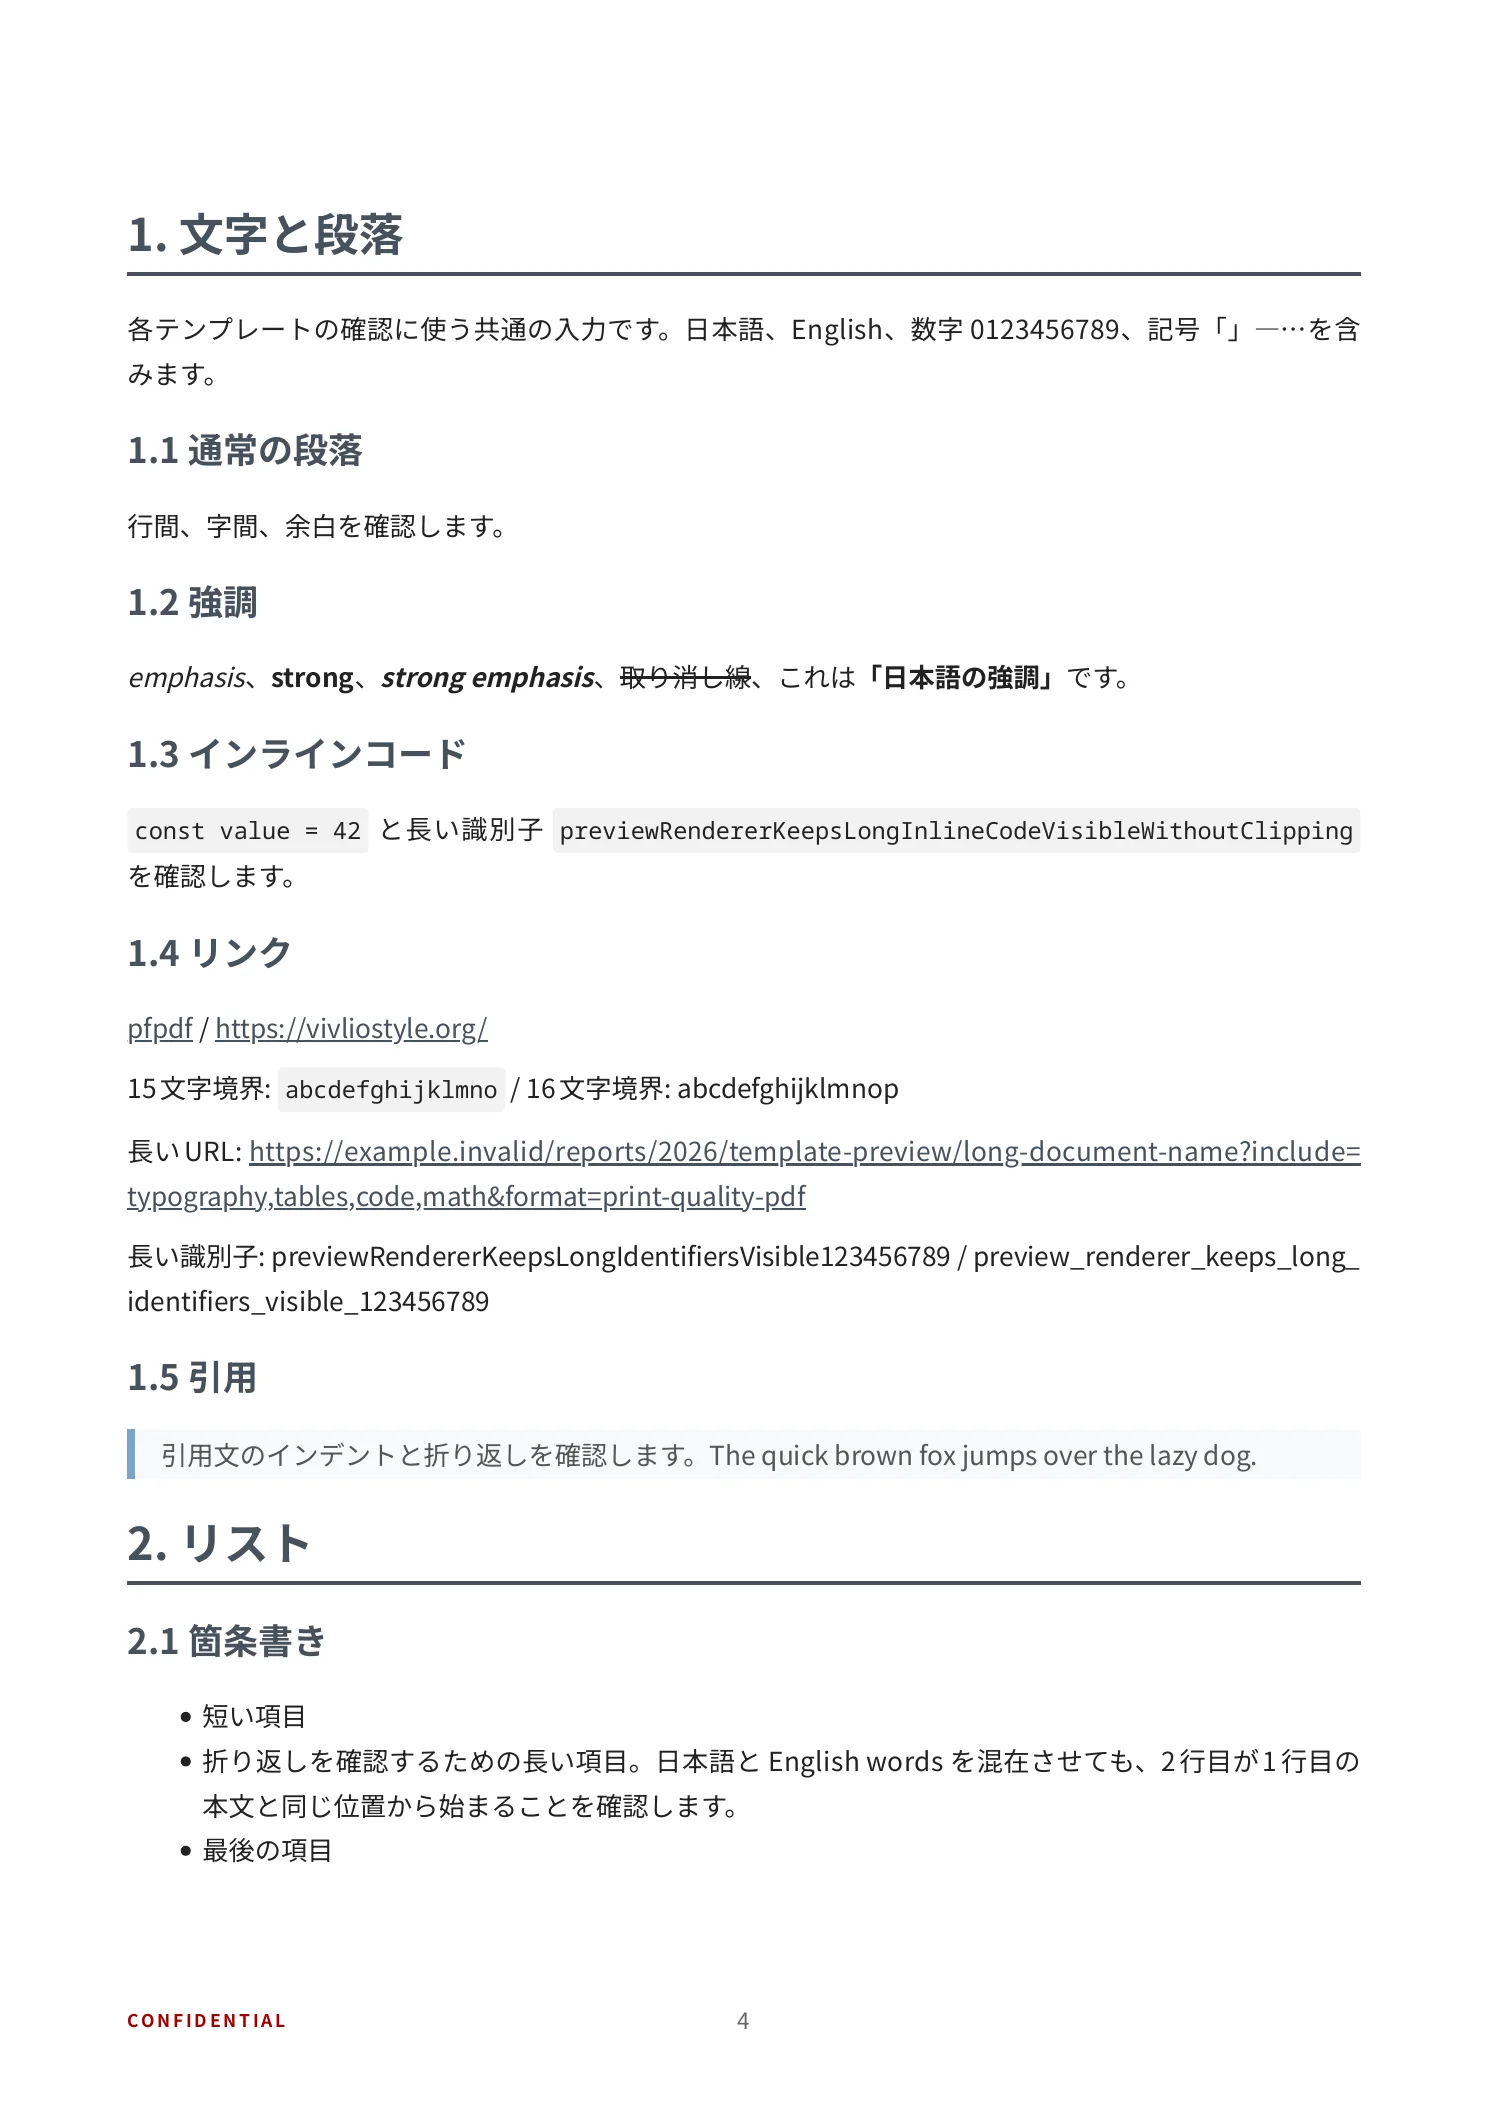 1. 文字と段落
各テンプレートの確認に使う共通の入力です。日本語、English、数字 0123456789、記号「」—…を含
みます。
1.1 通常の段落
行間、字間、余白を確認します。
1.2 強調
emphasis、strong、strong emphasis、取り消し線、これは「日本語の強調」です。
1.3 インラインコード
const value = 42 と長い識別子 previewRendererKeepsLongInlineCodeVisibleWithoutClipping
を確認します。
1.4 リンク
pfpdf / https://vivliostyle.org/
15文字境界: abcdefghijklmno / 16文字境界: abcdefghijklmnop
長いURL: https://example.invalid/reports/2026/template-preview/long-document-name?include=
typography,tables,code,math&format=print-quality-pdf
長い識別子: previewRendererKeepsLongIdentifiersVisible123456789 / preview_renderer_keeps_long_
identifiers_visible_123456789
1.5 引用
引用文のインデントと折り返しを確認します。The quick brown fox jumps over the lazy dog.
2. リスト
2.1 箇条書き
• 短い項目
• 折り返しを確認するための長い項目。日本語と English words を混在させても、2行目が1行目の
本文と同じ位置から始まることを確認します。
• 最後の項目
CONFIDENTIAL
4